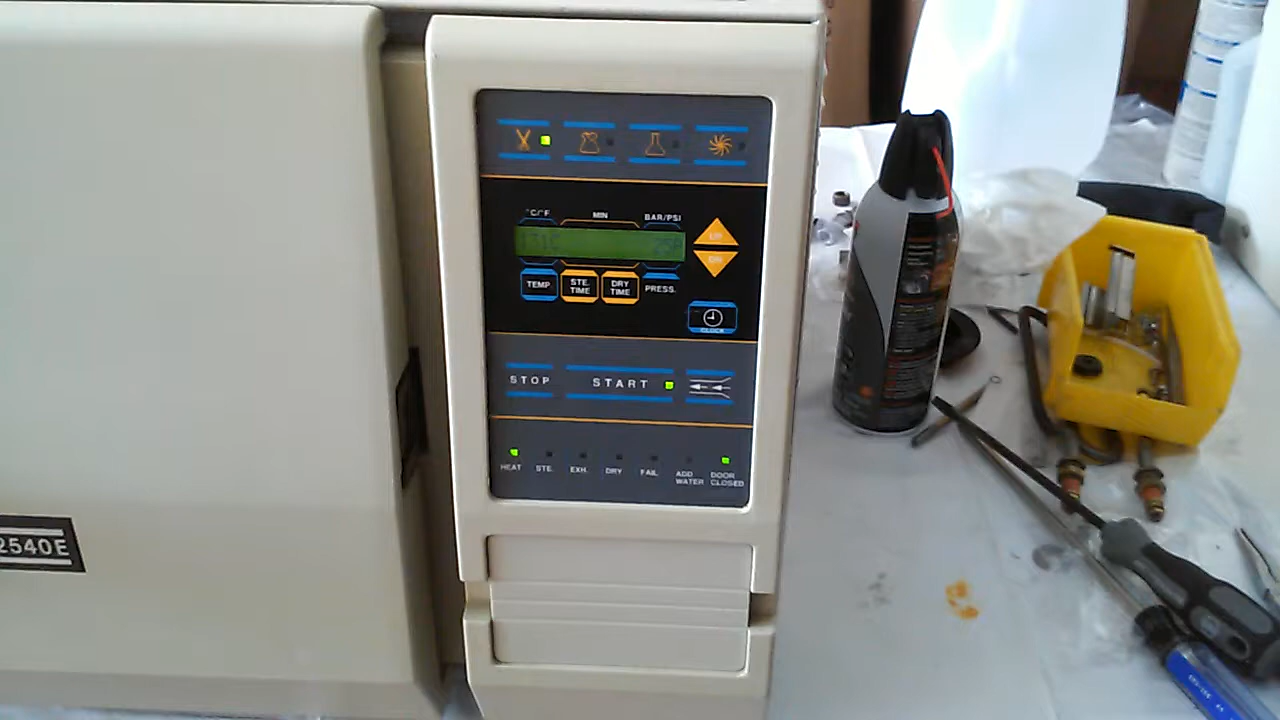 °C/°F MIN BAR/PSI
UP
DN
TEMP STE. TIME DRY TIME PRESS.
CLOCK
STOP START
HEAT STE. EXH. DRY FAIL ADD WATER DOOR CLOSED
2540E